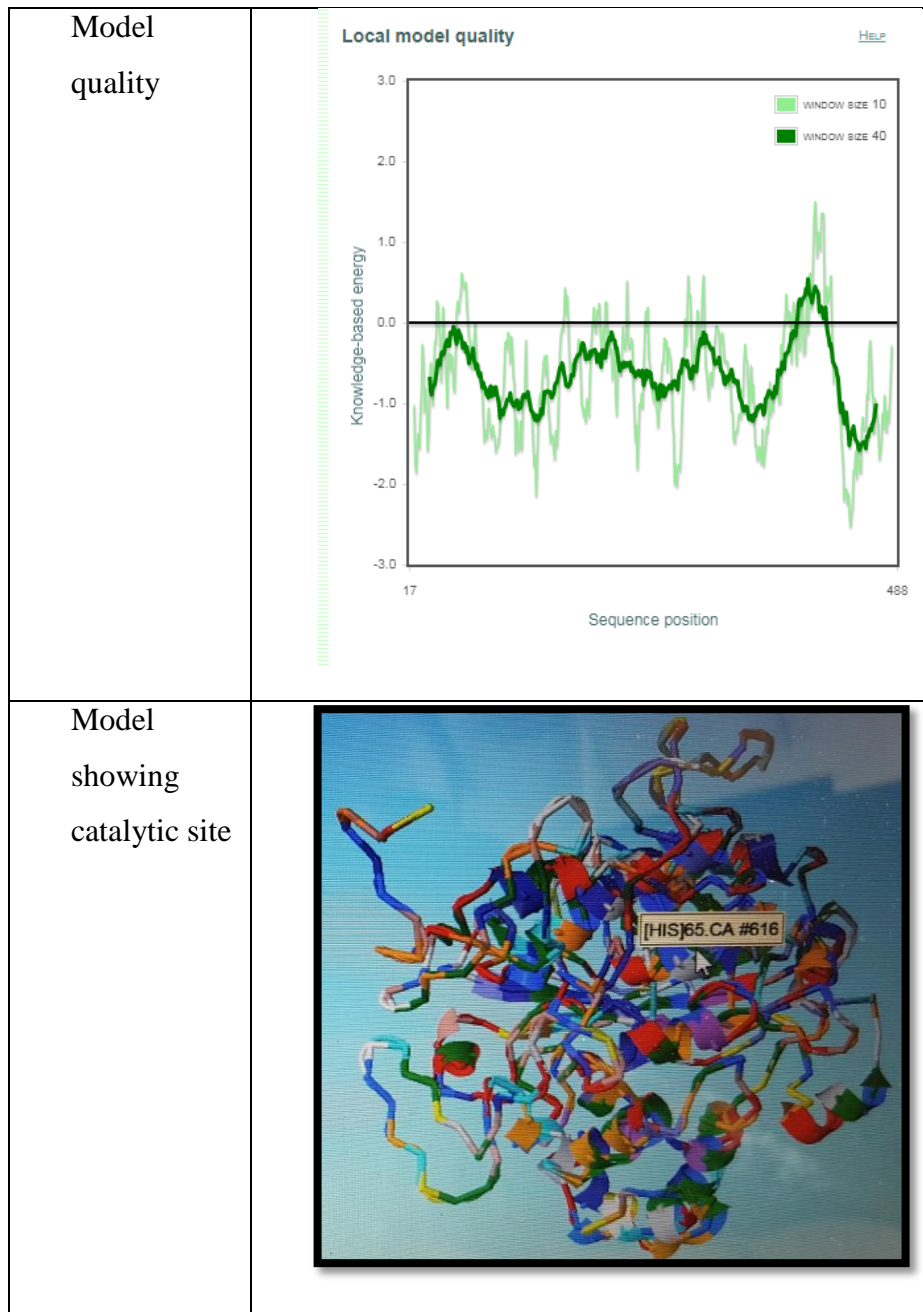 Model
quality
Local model quality
HELP
3.0
2.0
1.0
0.0
-1.0
-2.0
-3.0
WINDOW SIZE 10
WINDOW SIZE 40
Knowledge-based energy
17
488
Sequence position
Model
showing
catalytic site
[HIS]65.CA #616